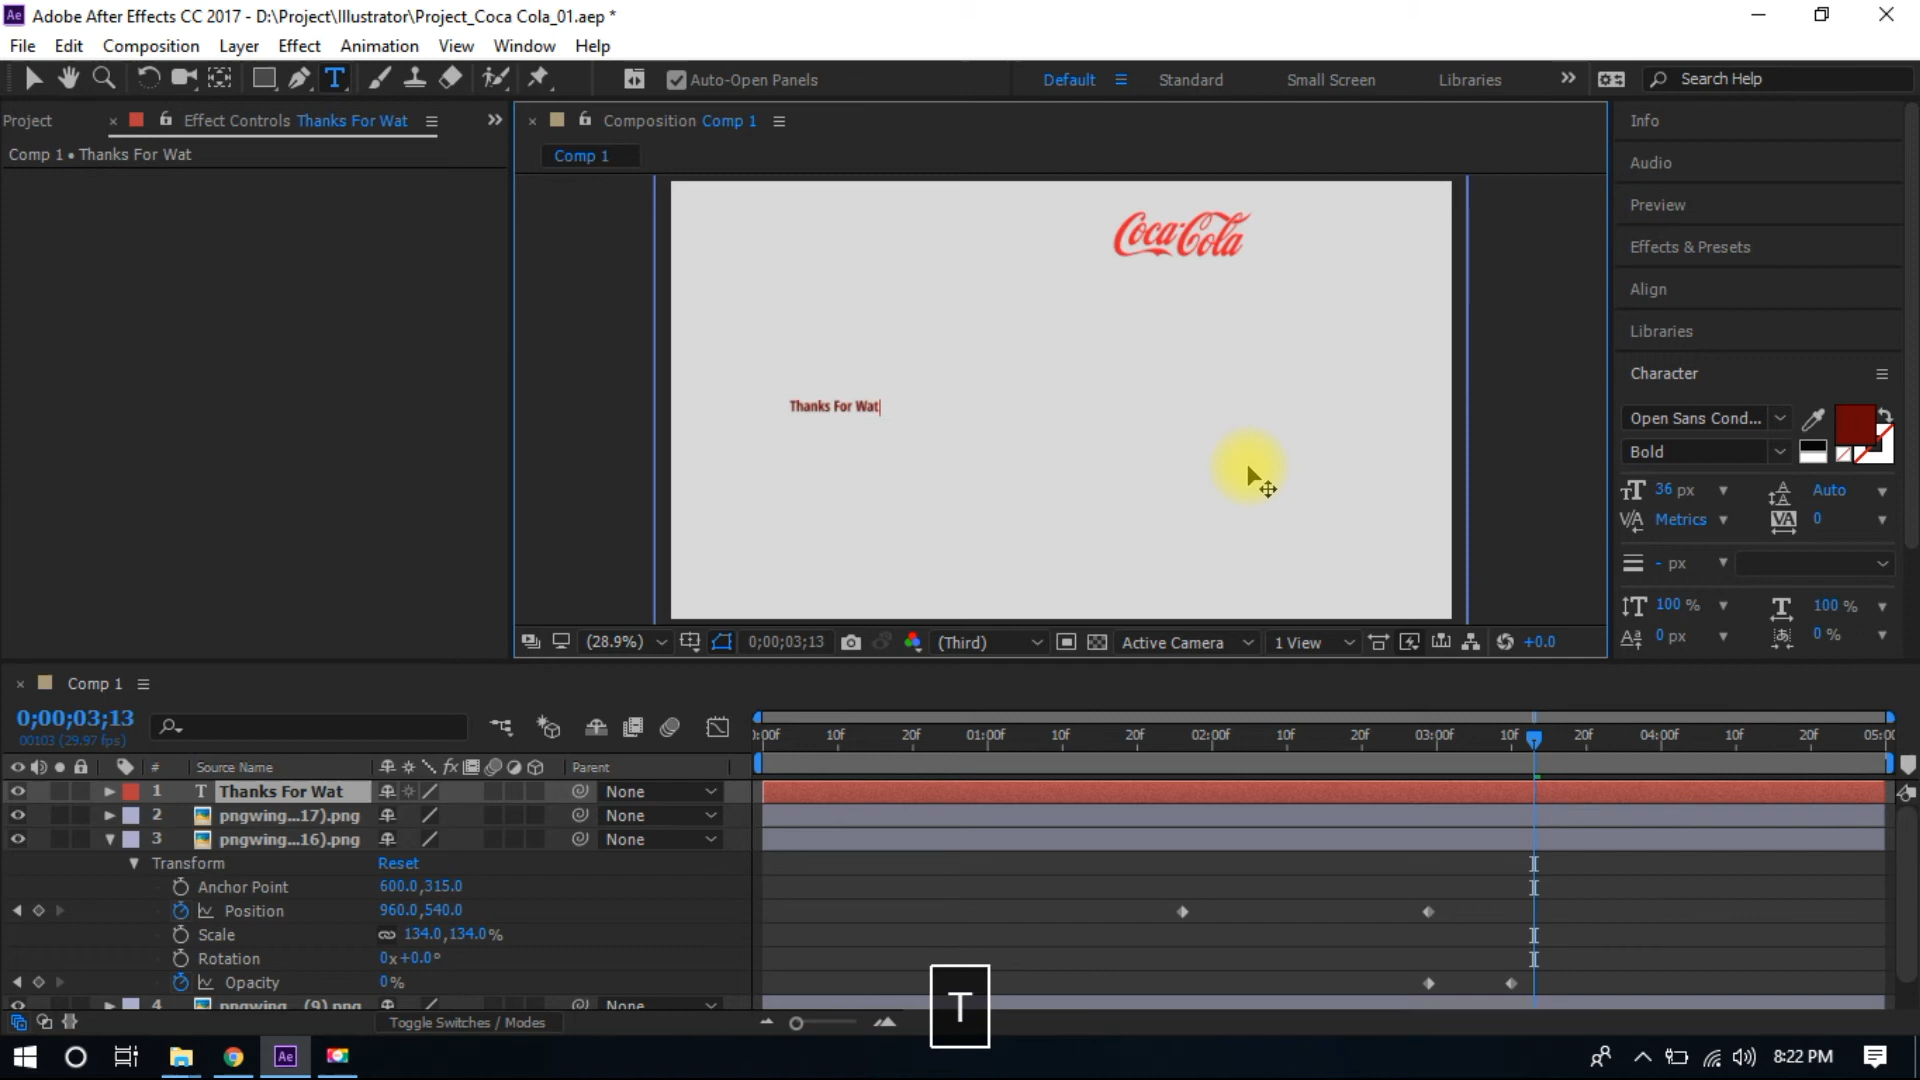 Adobe After Effects CC 2017 - D:\Project\Illustrator\Project_Coca Cola_01.aep *
File Edit Composition Layer Effect Animation View Window Help
Auto-Open Panels Default Standard Small Screen Libraries Search Help
Project Effect Controls Thanks For Wat
Comp 1 • Thanks For Wat
Composition Comp 1
Comp 1
Coca-Cola
Thanks For Wat
(28.9%) 0;00;03;13 (Third) Active Camera 1 View +0.0
Info
Audio
Preview
Effects & Presets
Align
Libraries
Character
Open Sans Cond...
Bold
36 px Auto
Metrics 0
- px
100 % 100 %
0 px 0 %
Comp 1
0;00;03;13
00103 (29.97 fps)
:00f 10f 20f 01:00f 10f 20f 02:00f 10f 20f 03:00f 10f 20f 04:00f 10f 20f 05:00
# Source Name Parent
1 T Thanks For Wat None
2 pngwing...17).png None
3 pngwing...16).png None
Transform Reset
Anchor Point 600.0,315.0
Position 960.0,540.0
Scale 134.0,134.0%
Rotation 0x+0.0°
Opacity 0%
4 pngwing...(9).png None
Toggle Switches / Modes
T
8:22 PM